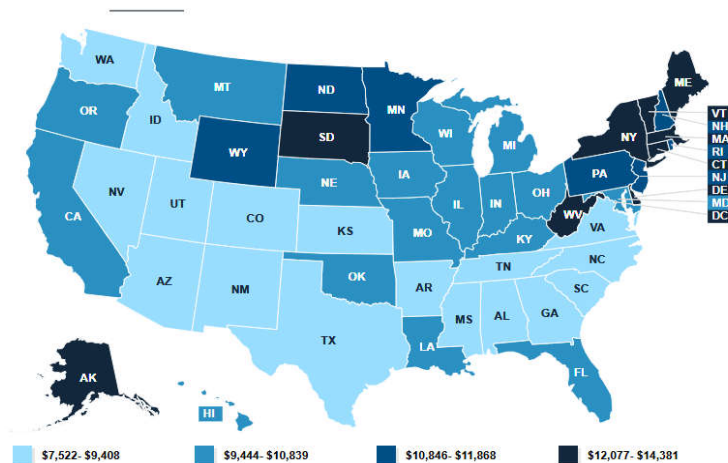 WA
ME
MT
ND
MN
VT
OR
NH
ID
WI
NY
MA
SD
MI
RI
WY
CT
PA
NJ
IA
NE
DE
OH
NV
IL
IN
MD
UT
WV
DC
CA
CO
VA
KS
MO
KY
NC
TN
AZ
OK
NM
AR
SC
MS
AL
GA
TX
LA
FL
AK
HI
$7,522- $9,408
$9,444- $10,839
$10,846- $11,868
$12,077- $14,381